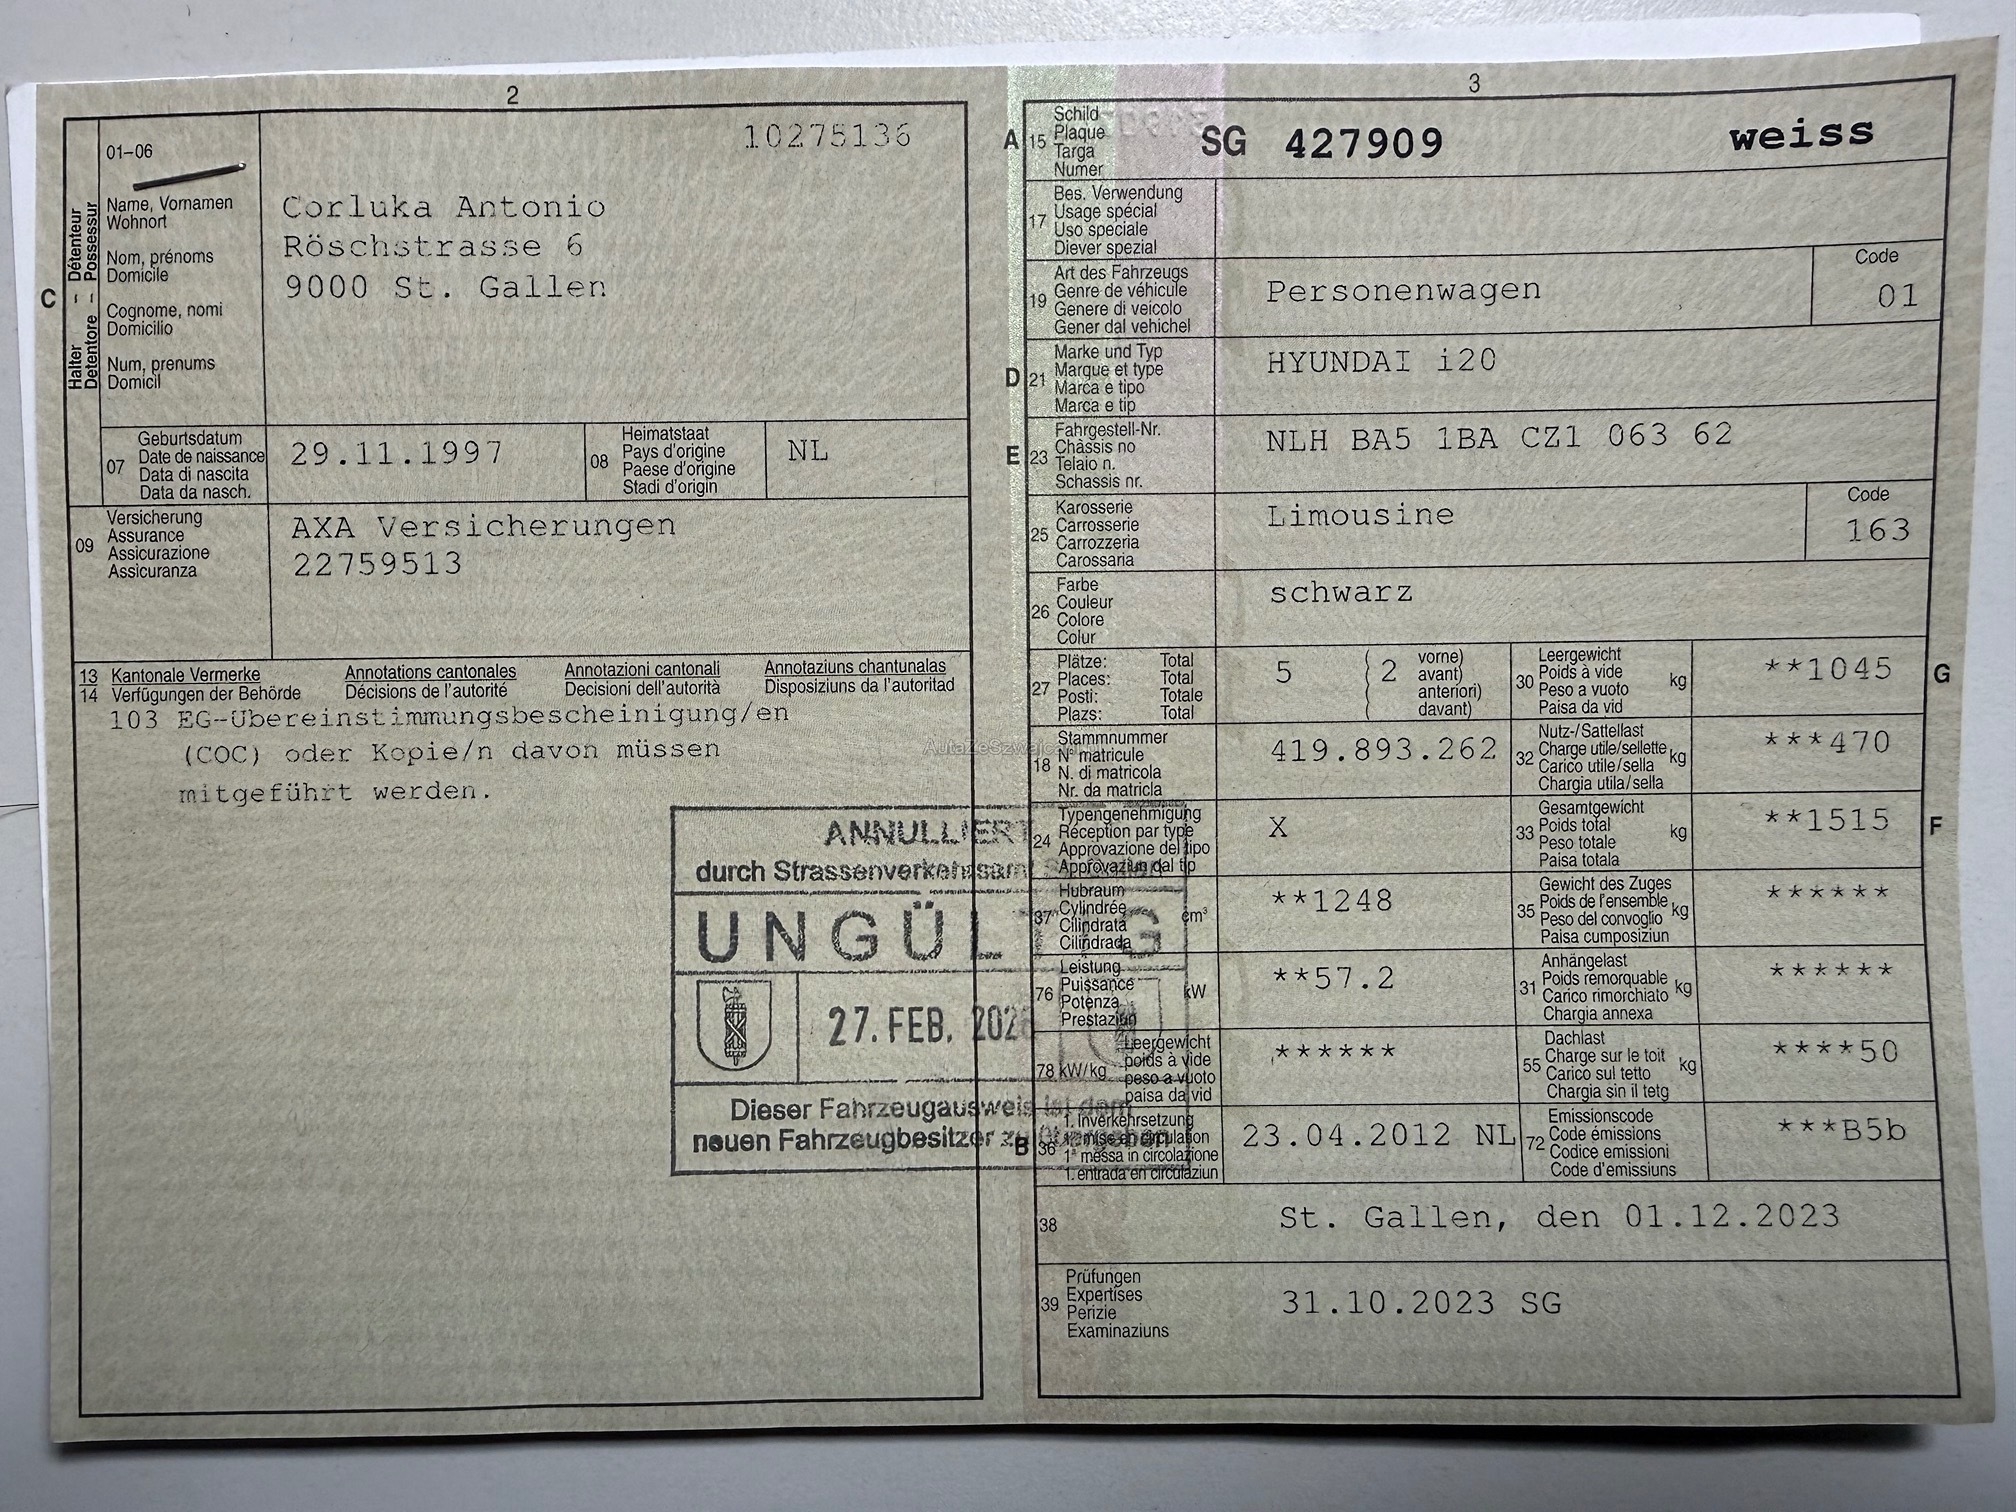 2
10275136
01-06
Name, Vornamen
Wohnort
Nom, prénoms
Domicile
Cognome, nomi
Domicilio
Num, prenums
Domicil
C
Halter - Détenteur
Detentore - Possessur
Corluka Antonio
Röschstrasse 6
9000 St. Gallen
07
Geburtsdatum
Date de naissance
Data di nascita
Data da nasch.
29.11.1997
08
Heimatstaat
Pays d'origine
Paese d'origine
Stadi d'origin
NL
09
Versicherung
Assurance
Assicurazione
Assicuranza
AXA Versicherungen
22759513
13 Kantonale Vermerke Annotations cantonales Annotazioni cantonali Annotaziuns chantunalas
14 Verfügungen der Behörde Décisions de l'autorité Decisioni dell'autorità Disposiziuns da l'autoritad
103 EG-Übereinstimmungsbescheinigung/en
(COC) oder Kopie/n davon müssen
mitgeführt werden.
ANNULLIERT
durch Strassenverkehrsamt
UNGÜLTIG
27. FEB. 202
Dieser Fahrzeugausweis ist dem
neuen Fahrzeugbesitzer zu übergeben
3
A
15
Schild
Plaque
Targa
Numer
SG 427909 weiss
17
Bes. Verwendung
Usage spécial
Uso speciale
Diever spezial
19
Art des Fahrzeugs
Genre de véhicule
Genere di veicolo
Gener dal vehichel
Personenwagen
Code
01
D
21
Marke und Typ
Marque et type
Marca e tipo
Marca e tip
HYUNDAI i20
E
23
Fahrgestell-Nr.
Châssis no
Telaio n.
Schassis nr.
NLH BA5 1BA CZ1 063 62
25
Karosserie
Carrosserie
Carrozzeria
Carossaria
Limousine
Code
163
26
Farbe
Couleur
Colore
Colur
schwarz
27
Plätze: Total
Places: Total
Posti: Totale
Plazs: Total
5 ( 2
vorne)
avant)
anteriori)
davant)
30
Leergewicht
Poids à vide
Peso a vuoto
Paisa da vid
kg
**1045
G
18
Stammnummer
N° matricule
N. di matricola
Nr. da matricla
419.893.262
32
Nutz-/Sattellast
Charge utile/sellette
Carico utile/sella
Chargia utila/sella
kg
***470
24
Typengenehmigung
Réception par type
Approvazione del tipo
Approvaziun dal tip
X
33
Gesamtgewicht
Poids total
Peso totale
Paisa totala
kg
**1515
F
37
Hubraum
Cylindrée
Cilindrata
Cilindrada
cm³
**1248
35
Gewicht des Zuges
Poids de l'ensemble
Peso del convoglio
Paisa cumposiziun
kg
******
76
Leistung
Puissance
Potenza
Prestaziun
kW
**57.2
31
Anhängelast
Poids remorquable
Carico rimorchiato
Chargia annexa
kg
******
78 kW/kg
Leergewicht
poids à vide
peso a vuoto
paisa da vid
******
55
Dachlast
Charge sur le toit
Carico sul tetto
Chargia sin il tetg
kg
****50
B
36
1. Inverkehrsetzung
1re mise en circulation
1a messa in circolazione
1. entrada en circulaziun
23.04.2012 NL
72
Emissionscode
Code émissions
Codice emissioni
Code d'emissiuns
***B5b
38
St. Gallen, den 01.12.2023
39
Prüfungen
Expertises
Perizie
Examinaziuns
31.10.2023 SG